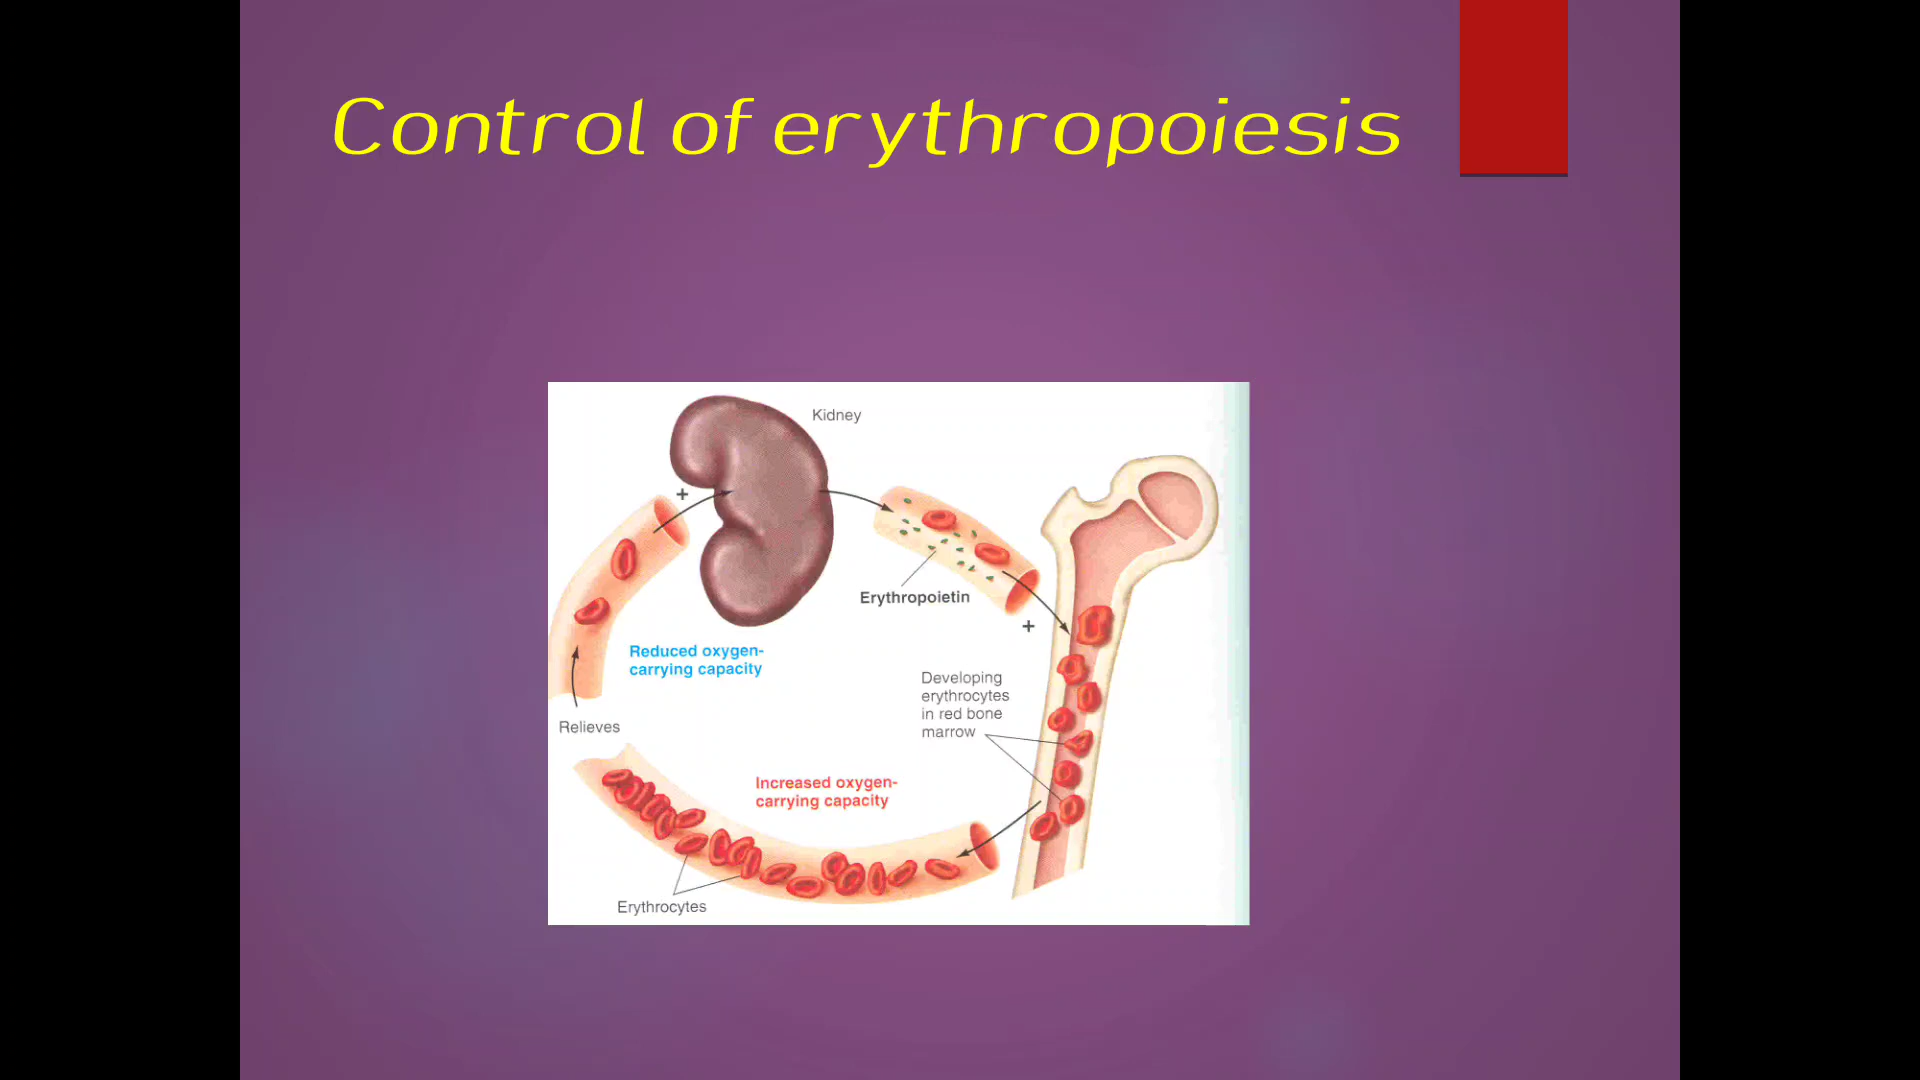 Control of erythropoiesis
Kidney
+
Erythropoietin
+
Reduced oxygen-
carrying capacity
Developing
erythrocytes
in red bone
marrow
Relieves
Increased oxygen-
carrying capacity
Erythrocytes